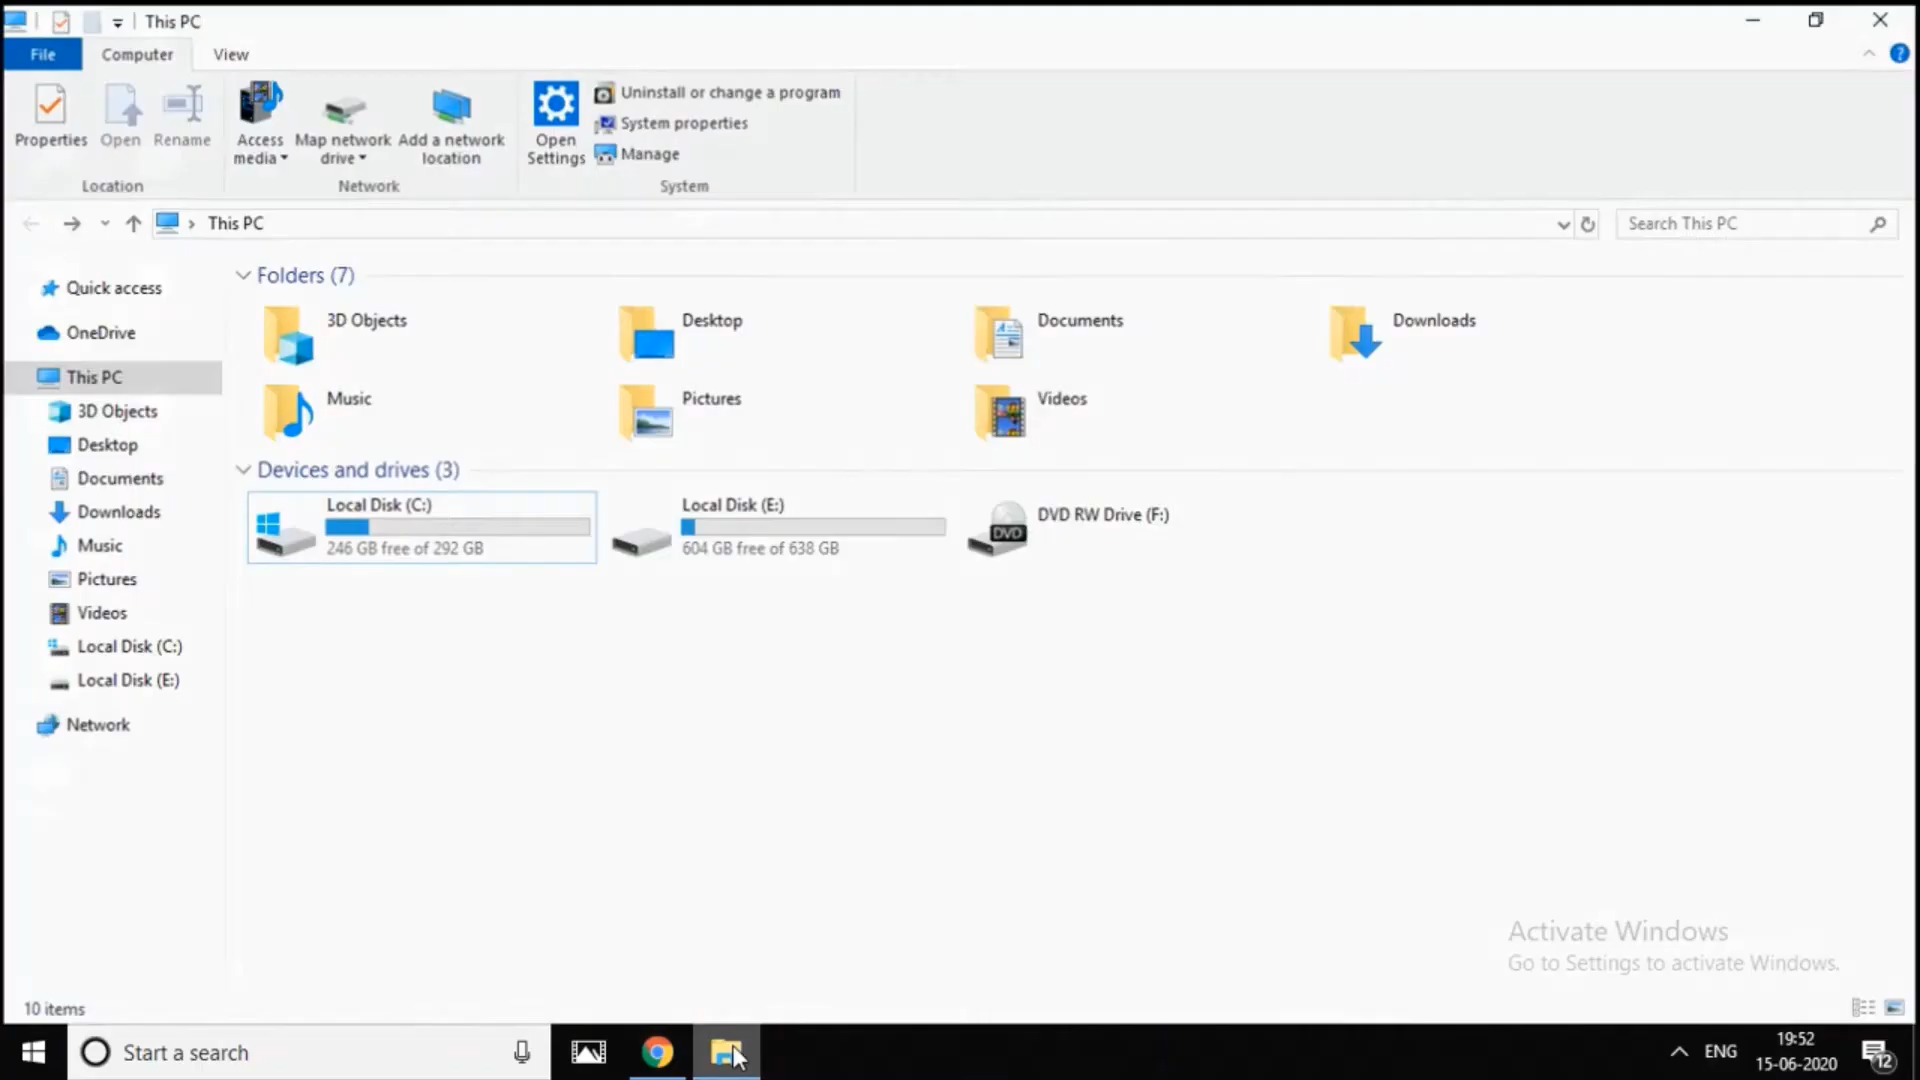 This PC
File
Computer
View
Properties
Open
Rename
Access
media
Map network
drive
Add a network
location
Open
Settings
Uninstall or change a program
System properties
Manage
Location
Network
System
This PC
Search This PC
Quick access
OneDrive
This PC
3D Objects
Desktop
Documents
Downloads
Music
Pictures
Videos
Local Disk (C:)
Local Disk (E:)
Network
Folders (7)
3D Objects
Desktop
Documents
Downloads
Music
Pictures
Videos
Devices and drives (3)
Local Disk (C:)
246 GB free of 292 GB
Local Disk (E:)
604 GB free of 638 GB
DVD
DVD RW Drive (F:)
Activate Windows
Go to Settings to activate Windows.
10 items
Start a search
ENG
19:52
15-06-2020
12